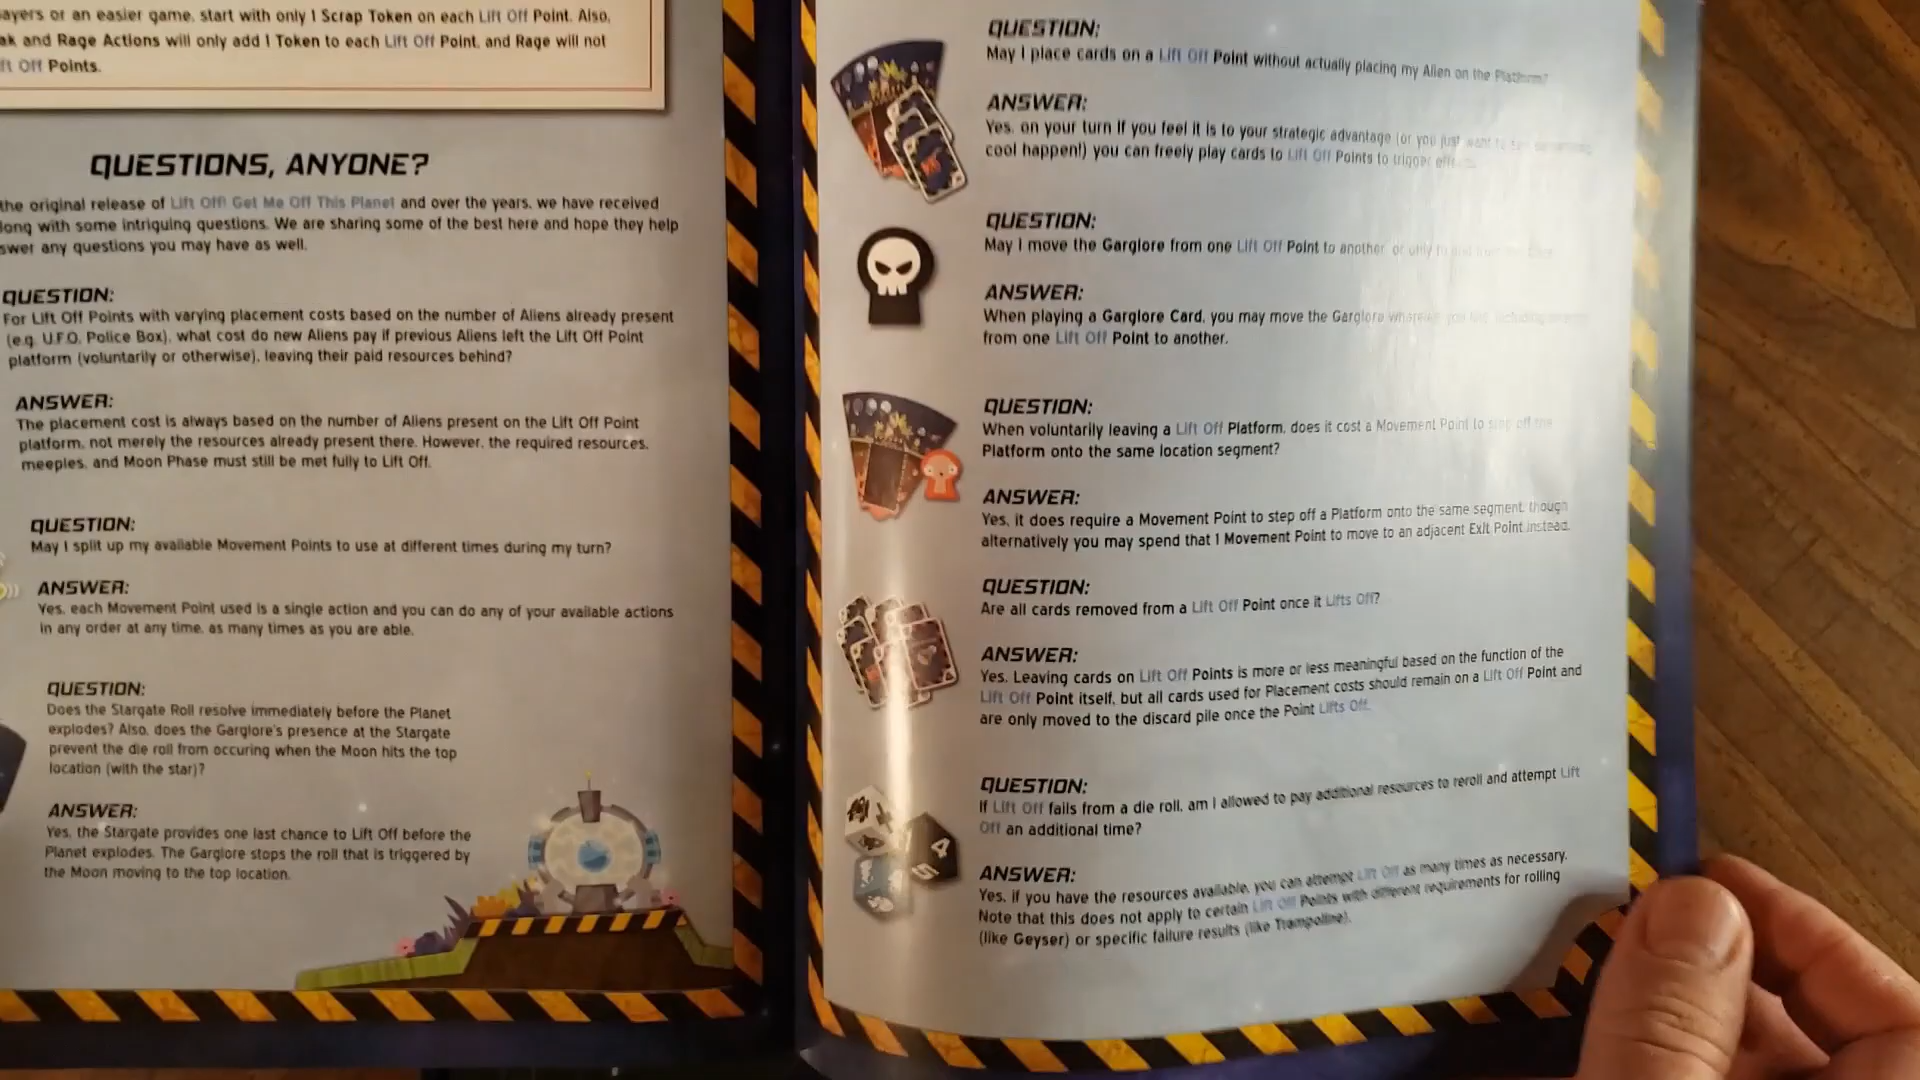 ayers or an easier game, start with only 1 Scrap Token on each Lift Off Point. Also,
ak and Rage Actions will only add 1 Token to each Lift Off Point, and Rage will not
ft Off Points.
QUESTIONS, ANYONE?
the original release of Lift Off! Get Me Off This Planet and over the years, we have received
long with some intriguing questions. We are sharing some of the best here and hope they help
swer any questions you may have as well.
QUESTION:
For Lift Off Points with varying placement costs based on the number of Aliens already present
(e.g. U.F.O, Police Box), what cost do new Aliens pay if previous Aliens left the Lift Off Point
platform (voluntarily or otherwise), leaving their paid resources behind?
ANSWER:
The placement cost is always based on the number of Aliens present on the Lift Off Point
platform, not merely the resources already present there. However, the required resources,
meeples, and Moon Phase must still be met fully to Lift Off.
QUESTION:
May I split up my available Movement Points to use at different times during my turn?
ANSWER:
Yes, each Movement Point used is a single action and you can do any of your available actions
in any order at any time, as many times as you are able.
QUESTION:
Does the Stargate Roll resolve immediately before the Planet
explodes? Also, does the Garglore's presence at the Stargate
prevent the die roll from occuring when the Moon hits the top
location (with the star)?
ANSWER:
Yes, the Stargate provides one last chance to Lift Off before the
Planet explodes. The Garglore stops the roll that is triggered by
the Moon moving to the top location.
QUESTION:
May I place cards on a Lift Off Point without actually placing my Alien on the Platform?
ANSWER:
Yes, on your turn if you feel it is to your strategic advantage (or you just want to see something
cool happen!) you can freely play cards to Lift Off Points to trigger
QUESTION:
May I move the Garglore from one Lift Off Point to another, or only to
ANSWER:
When playing a Garglore Card, you may move the Garglore wherever you
from one Lift Off Point to another.
QUESTION:
When voluntarily leaving a Lift Off Platform, does it cost a Movement Point to step off the
Platform onto the same location segment?
ANSWER:
Yes, it does require a Movement Point to step off a Platform onto the same segment, though
alternatively you may spend that 1 Movement Point to move to an adjacent Exit Point instead.
QUESTION:
Are all cards removed from a Lift Off Point once it Lifts Off?
ANSWER:
Yes. Leaving cards on Lift Off Points is more or less meaningful based on the function of the
Lift Off Point itself, but all cards used for Placement costs should remain on a Lift Off Point and
are only moved to the discard pile once the Point Lifts Off.
QUESTION:
If Lift Off fails from a die roll, am I allowed to pay additional resources to reroll and attempt Lift
Off an additional time?
4
5
ANSWER:
Yes, if you have the resources available, you can attempt Lift Off as many times as necessary.
Note that this does not apply to certain Lift Off Points with different requirements for rolling
(like Geyser) or specific failure results (like Trampoline).